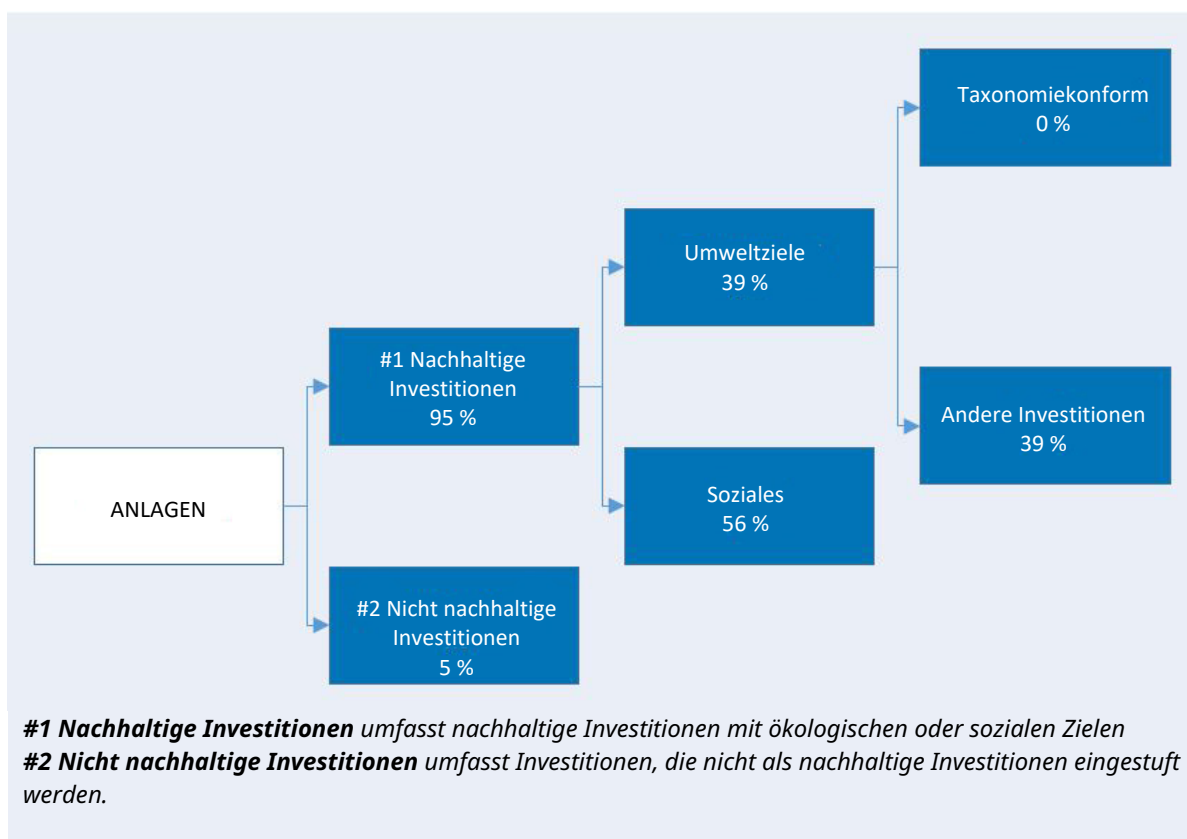 Taxonomiekonform
0 %
Umweltziele
39 %
#1 Nachhaltige
Investitionen
95 %
Andere Investitionen
39 %
ANLAGEN
Soziales
56 %
#2 Nicht nachhaltige
Investitionen
5 %
#1 Nachhaltige Investitionen umfasst nachhaltige Investitionen mit ökologischen oder sozialen Zielen
#2 Nicht nachhaltige Investitionen umfasst Investitionen, die nicht als nachhaltige Investitionen eingestuft
werden.